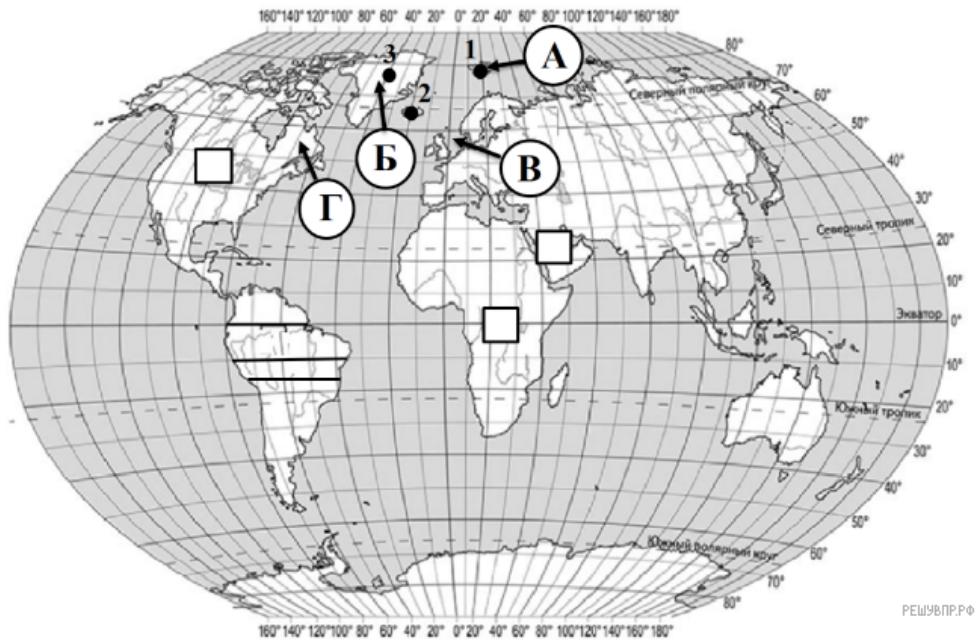 160°140° 120° 100° 80° 60° 40° 20° 0° 20° 40° 60° 80°100°120°140°160°180°
80°
1
А
3
70°
Северный полярный круг
60°
2
50°
Б
В
40°
Г
30°
Северный тропик
20°
10°
Экватор
0°
10°
Южный тропик
20°
30°
40°
50°
Южный полярный круг
60°
70°
80°
РЕШУВПР.РФ
160°140°120°100° 80° 60° 40° 20° 0° 20° 40° 60° 80°100°120°140°160°180°